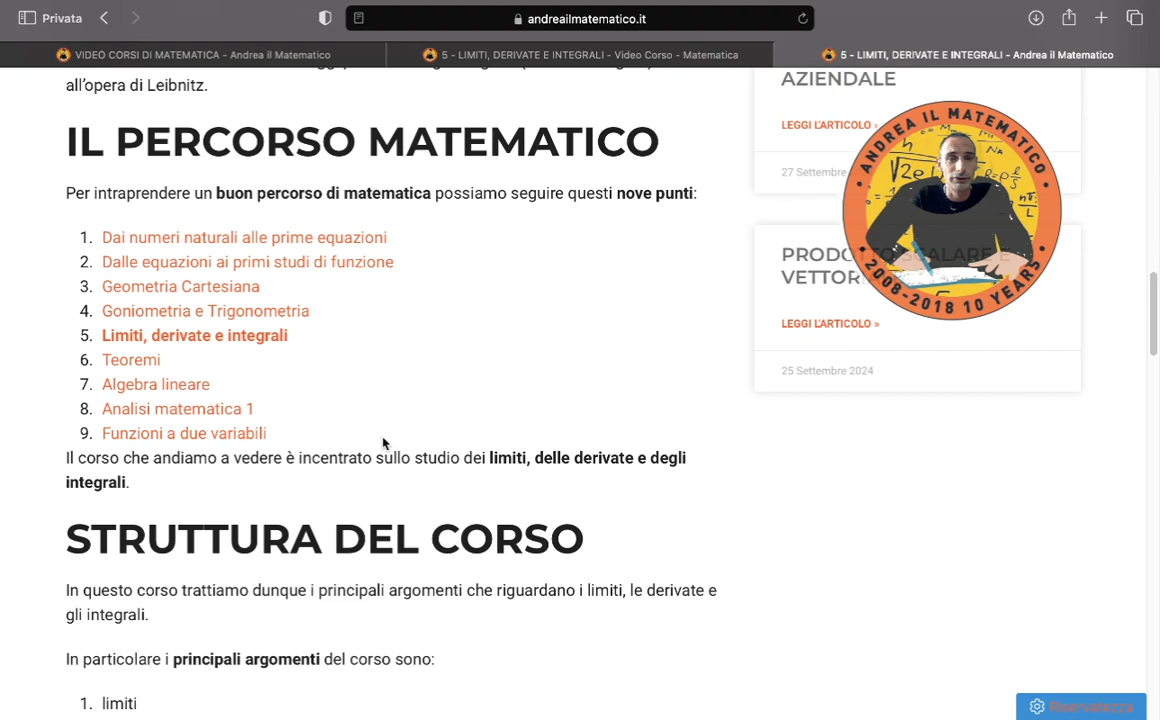 Privata
andreailmatematico.it
VIDEO CORSI DI MATEMATICA - Andrea il Matematico
5 - LIMITI, DERIVATE E INTEGRALI - Video Corso - Matematica
5 - LIMITI, DERIVATE E INTEGRALI - Andrea il Matematico
all'opera di Leibnitz.
IL PERCORSO MATEMATICO
Per intraprendere un buon percorso di matematica possiamo seguire questi nove punti:
1. Dai numeri naturali alle prime equazioni
2. Dalle equazioni ai primi studi di funzione
3. Geometria Cartesiana
4. Goniometria e Trigonometria
5. Limiti, derivate e integrali
6. Teoremi
7. Algebra lineare
8. Analisi matematica 1
9. Funzioni a due variabili
Il corso che andiamo a vedere è incentrato sullo studio dei limiti, delle derivate e degli
integrali.
STRUTTURA DEL CORSO
In questo corso trattiamo dunque i principali argomenti che riguardano i limiti, le derivate e
gli integrali.
In particolare i principali argomenti del corso sono:
1. limiti
AZIENDALE
LEGGI L'ARTICOLO »
27 Settembre
ANDREA IL MATEMATICO
2008-2018 10 YEARS
PRODOTTO SCALARE E
VETTOR
LEGGI L'ARTICOLO »
25 Settembre 2024
Riservatezza